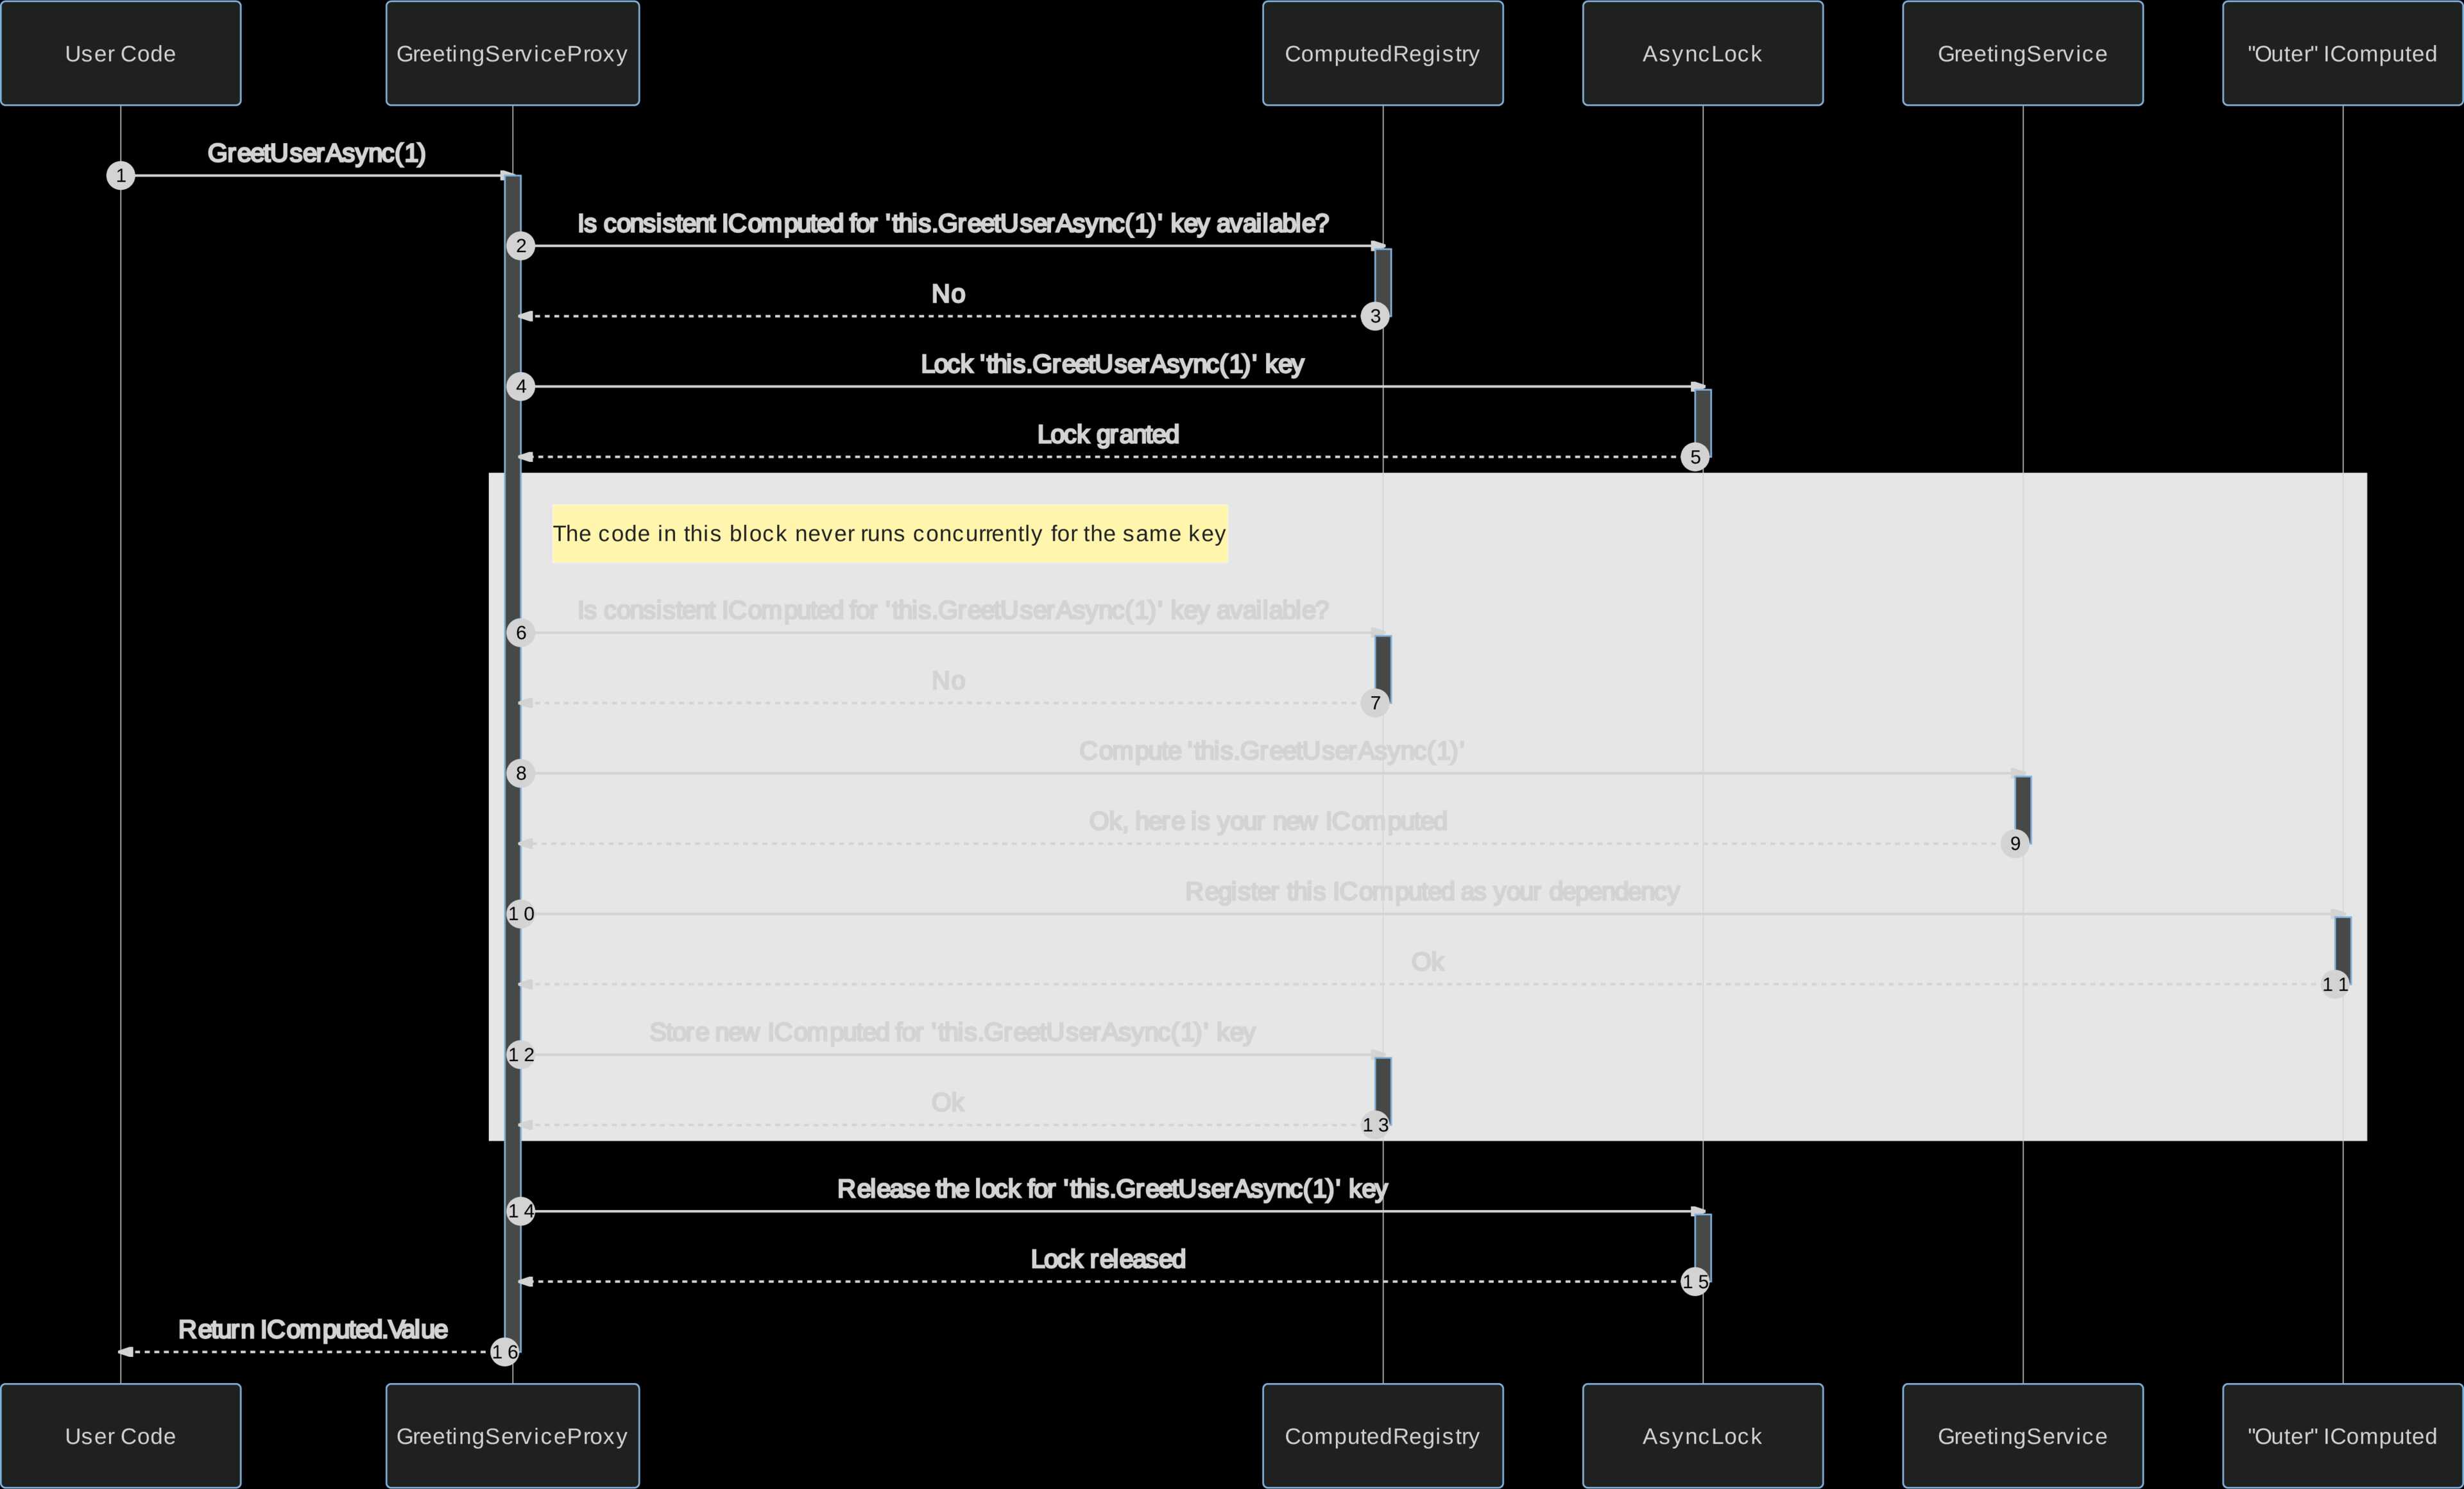 User Code
GreetingServiceProxy
ComputedRegistry
AsyncLock
GreetingService
"Outer" IComputed
GreetUserAsync(1)
1
Is consistent IComputed for 'this.GreetUserAsync(1)' key available?
2
No
3
Lock 'this.GreetUserAsync(1)' key
4
Lock granted
5
The code in this block never runs concurrently for the same key
Is consistent IComputed for 'this.GreetUserAsync(1)' key available?
6
No
7
Compute 'this.GreetUserAsync(1)'
8
Ok, here is your new IComputed
9
Register this IComputed as your dependency
10
Ok
11
Store new IComputed for 'this.GreetUserAsync(1)' key
12
Ok
13
Release the lock for 'this.GreetUserAsync(1)' key
14
Lock released
15
Return IComputed.Value
16
User Code
GreetingServiceProxy
ComputedRegistry
AsyncLock
GreetingService
"Outer" IComputed